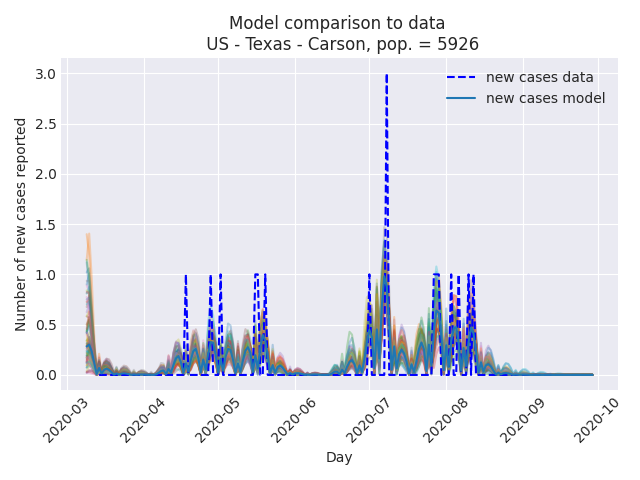 Model comparison to data
US - Texas - Carson, pop. = 5926
new cases data
new cases model
Number of new cases reported
3.0
2.5
2.0
1.5
1.0
0.5
0.0
2020-03
2020-04
2020-05
2020-06
2020-07
2020-08
2020-09
2020-10
Day